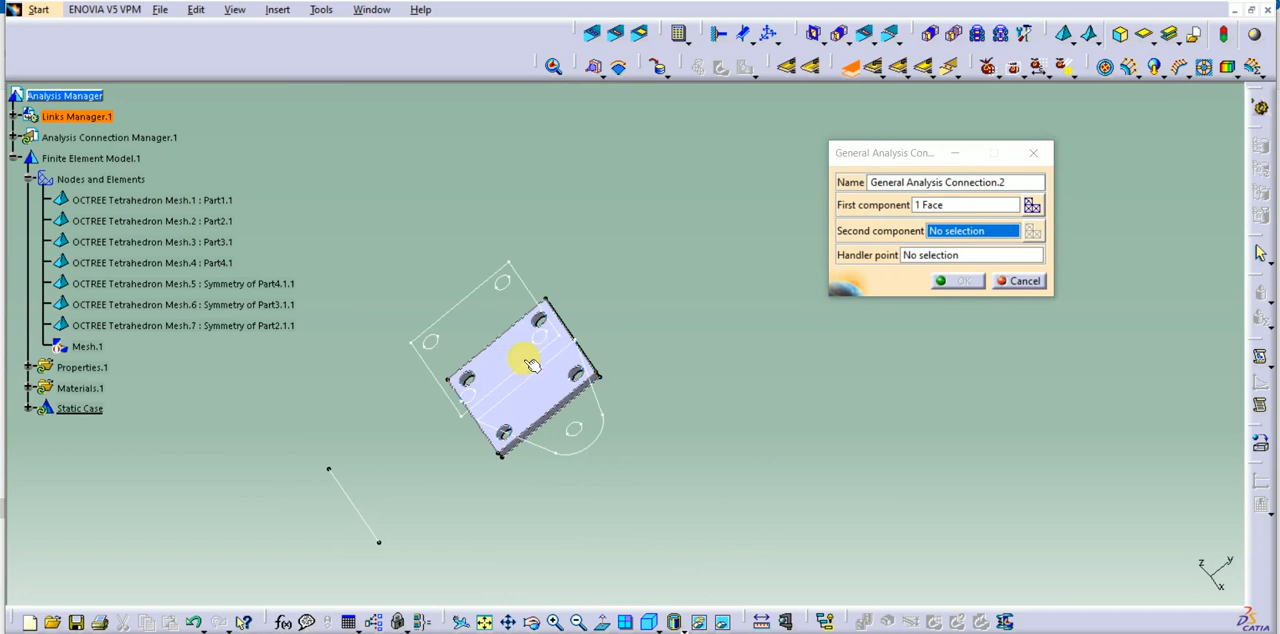 Start ENOVIA V5 VPM File Edit View Insert Tools Window Help
Analysis Manager
Links Manager.1
Analysis Connection Manager.1
Finite Element Model.1
Nodes and Elements
OCTREE Tetrahedron Mesh.1 : Part1.1
OCTREE Tetrahedron Mesh.2 : Part2.1
OCTREE Tetrahedron Mesh.3 : Part3.1
OCTREE Tetrahedron Mesh.4 : Part4.1
OCTREE Tetrahedron Mesh.5 : Symmetry of Part4.1.1
OCTREE Tetrahedron Mesh.6 : Symmetry of Part3.1.1
OCTREE Tetrahedron Mesh.7 : Symmetry of Part2.1.1
Mesh.1
Properties.1
Materials.1
Static Case
General Analysis Con...
Name General Analysis Connection.2
First component 1 Face
Second component No selection
Handler point No selection
OK Cancel
z y
x
f(x)
CATIA